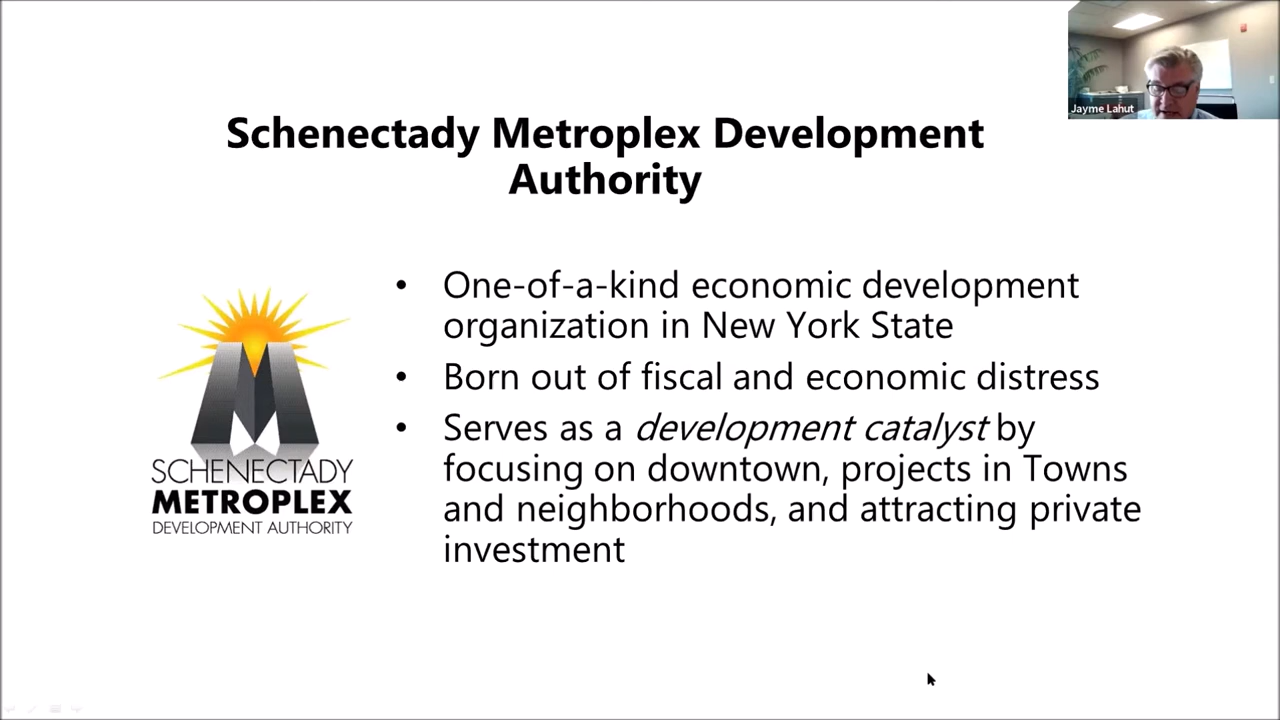 Jayme Lahut
Schenectady Metroplex Development
Authority
• One-of-a-kind economic development
organization in New York State
• Born out of fiscal and economic distress
• Serves as a development catalyst by
focusing on downtown, projects in Towns
and neighborhoods, and attracting private
investment
SCHENECTADY
METROPLEX
DEVELOPMENT AUTHORITY